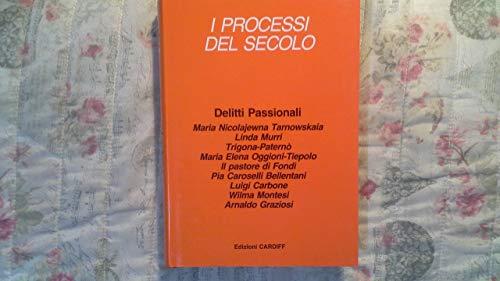 I PROCESSI
DEL SECOLO
Delitti Passionali
Maria Nicolajewna Tarnowskaia
Linda Murri
Trigona-Paternò
Maria Elena Oggioni-Tiepolo
Il pastore di Fondi
Pia Caroselli Bellentani
Luigi Carbone
Wilma Montesi
Arnaldo Graziosi
Edizioni CARDIFF